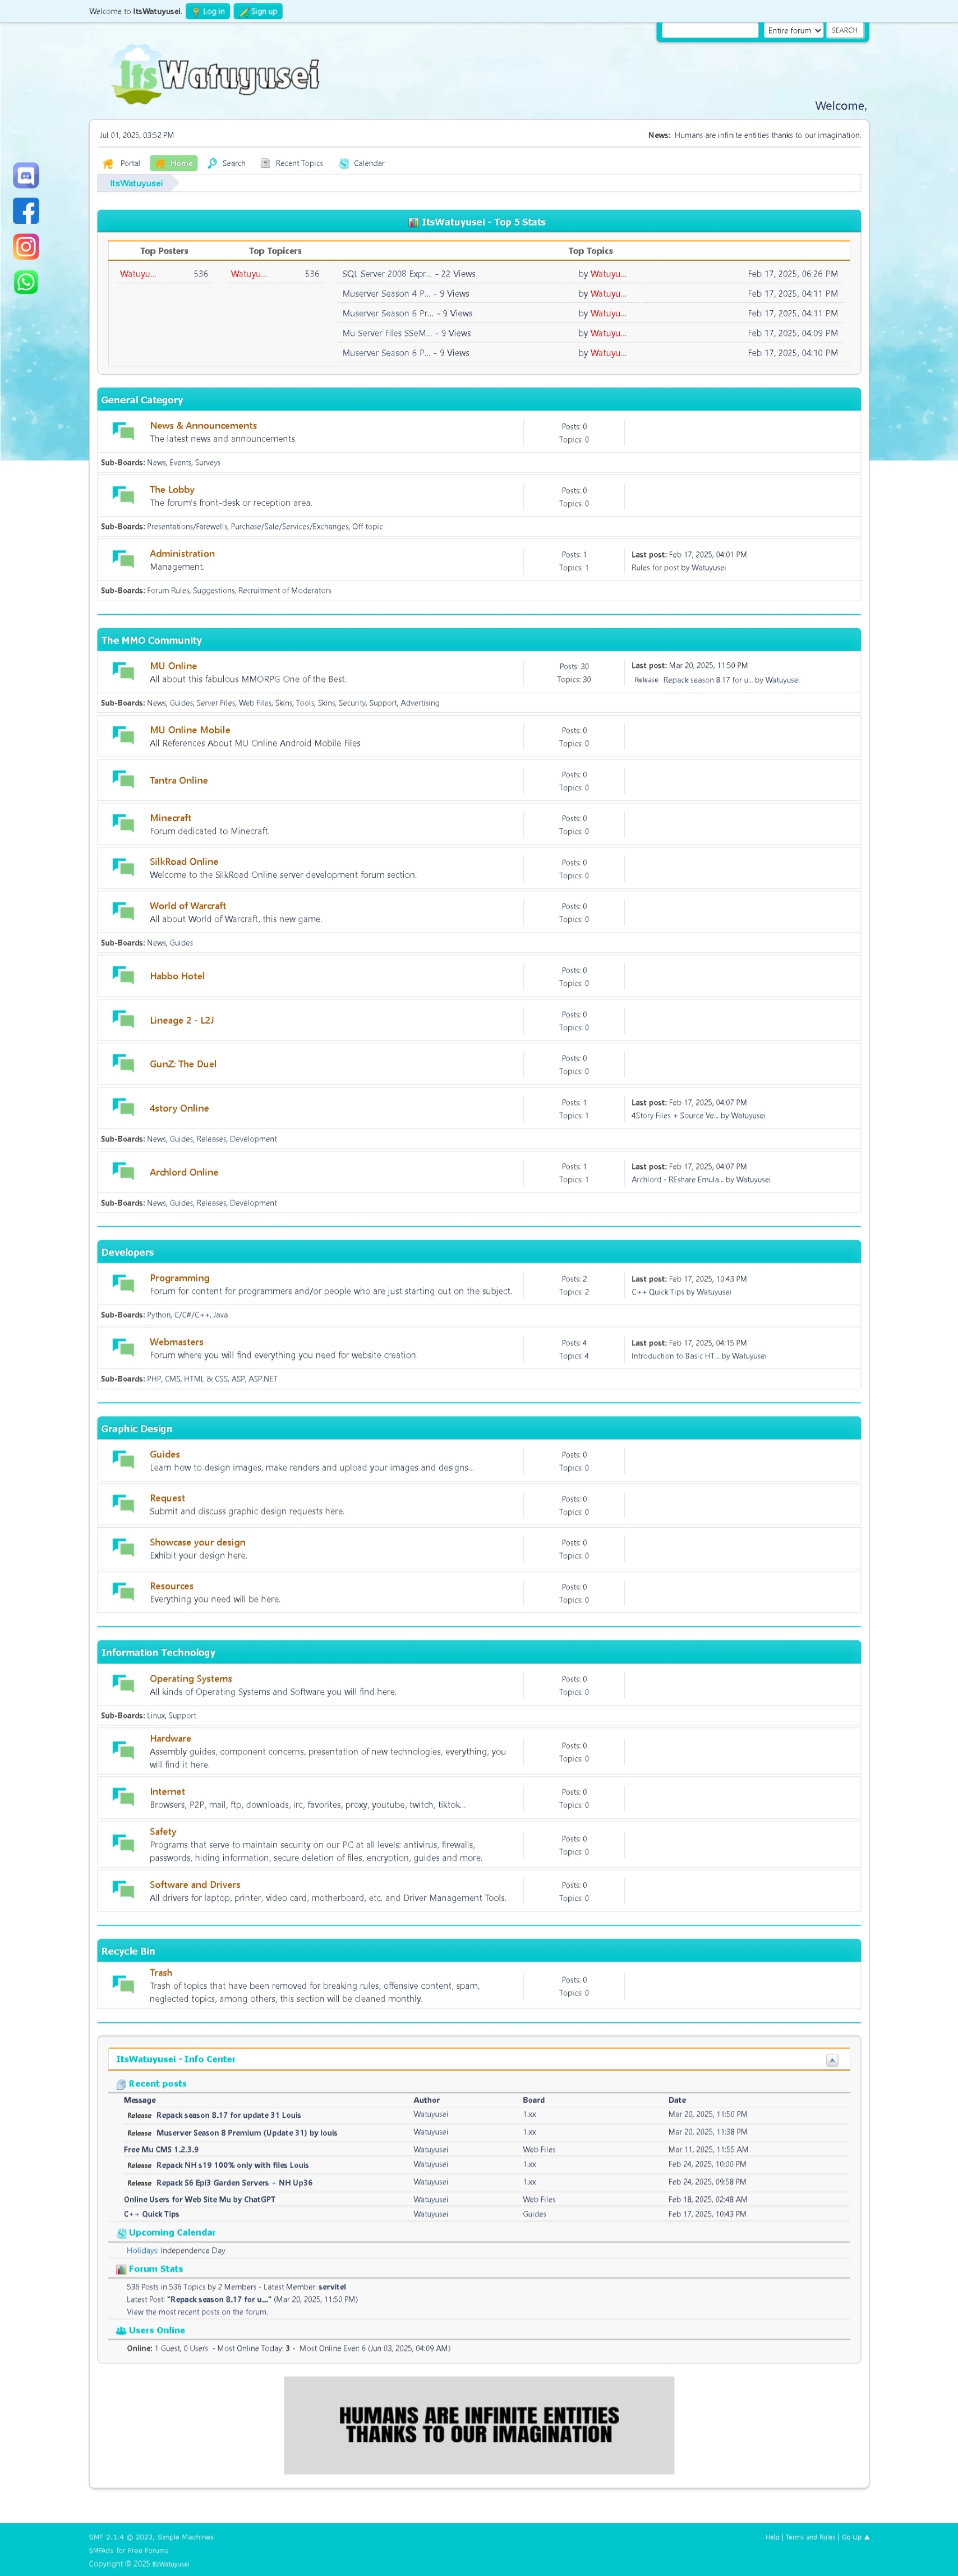 Welcome to ItsWatuyusei. Log in Sign up
Entire forum SEARCH
ItsWatuyusei
Welcome,
Jul 01, 2025, 03:52 PM News: Humans are infinite entities thanks to our imagination.
Portal Home Search Recent Topics Calendar
ItsWatuyusei
ItsWatuyusei - Top 5 Stats
Top Posters Top Topicers Top Topics
Watuyu... 536 Watuyu... 536 SQL Server 2008 Expr... - 22 Views by Watuyu... Feb 17, 2025, 06:26 PM
Muserver Season 4 P... - 9 Views by Watuyu... Feb 17, 2025, 04:11 PM
Muserver Season 6 Pr... - 9 Views by Watuyu... Feb 17, 2025, 04:11 PM
Mu Server Files SSeM... - 9 Views by Watuyu... Feb 17, 2025, 04:09 PM
Muserver Season 6 P... - 9 Views by Watuyu... Feb 17, 2025, 04:10 PM
General Category
News & Announcements
The latest news and announcements.
Posts: 0
Topics: 0
Sub-Boards: News, Events, Surveys
The Lobby
The forum's front-desk or reception area.
Posts: 0
Topics: 0
Sub-Boards: Presentations/Farewells, Purchase/Sale/Services/Exchanges, Off topic
Administration
Management.
Posts: 1
Topics: 1
Last post: Feb 17, 2025, 04:01 PM
Rules for post by Watuyusei
Sub-Boards: Forum Rules, Suggestions, Recruitment of Moderators
The MMO Community
MU Online
All about this fabulous MMORPG One of the Best.
Posts: 30
Topics: 30
Last post: Mar 20, 2025, 11:50 PM
Release Repack season 8.17 for u... by Watuyusei
Sub-Boards: News, Guides, Server Files, Web Files, Skins, Tools, Skins, Security, Support, Advertising
MU Online Mobile
All References About MU Online Android Mobile Files
Posts: 0
Topics: 0
Tantra Online
Posts: 0
Topics: 0
Minecraft
Forum dedicated to Minecraft.
Posts: 0
Topics: 0
SilkRoad Online
Welcome to the SilkRoad Online server development forum section.
Posts: 0
Topics: 0
World of Warcraft
All about World of Warcraft, this new game.
Posts: 0
Topics: 0
Sub-Boards: News, Guides
Habbo Hotel
Posts: 0
Topics: 0
Lineage 2 - L2J
Posts: 0
Topics: 0
GunZ: The Duel
Posts: 0
Topics: 0
4story Online
Posts: 1
Topics: 1
Last post: Feb 17, 2025, 04:07 PM
4Story Files + Source Ve... by Watuyusei
Sub-Boards: News, Guides, Releases, Development
Archlord Online
Posts: 1
Topics: 1
Last post: Feb 17, 2025, 04:07 PM
Archlord - REshare Emula... by Watuyusei
Sub-Boards: News, Guides, Releases, Development
Developers
Programming
Forum for content for programmers and/or people who are just starting out on the subject.
Posts: 2
Topics: 2
Last post: Feb 17, 2025, 10:43 PM
C++ Quick Tips by Watuyusei
Sub-Boards: Python, C/C#/C++, Java
Webmasters
Forum where you will find everything you need for website creation.
Posts: 4
Topics: 4
Last post: Feb 17, 2025, 04:15 PM
Introduction to Basic HT... by Watuyusei
Sub-Boards: PHP, CMS, HTML & CSS, ASP, ASP.NET
Graphic Design
Guides
Learn how to design images, make renders and upload your images and designs...
Posts: 0
Topics: 0
Request
Submit and discuss graphic design requests here.
Posts: 0
Topics: 0
Showcase your design
Exhibit your design here.
Posts: 0
Topics: 0
Resources
Everything you need will be here.
Posts: 0
Topics: 0
Information Technology
Operating Systems
All kinds of Operating Systems and Software you will find here.
Posts: 0
Topics: 0
Sub-Boards: Linux, Support
Hardware
Assembly guides, component concerns, presentation of new technologies, everything, you
will find it here.
Posts: 0
Topics: 0
Internet
Browsers, P2P, mail, ftp, downloads, irc, favorites, proxy, youtube, twitch, tiktok...
Posts: 0
Topics: 0
Safety
Programs that serve to maintain security on our PC at all levels: antivirus, firewalls,
passwords, hiding information, secure deletion of files, encryption, guides and more.
Posts: 0
Topics: 0
Software and Drivers
All drivers for laptop, printer, video card, motherboard, etc. and Driver Management Tools.
Posts: 0
Topics: 0
Recycle Bin
Trash
Trash of topics that have been removed for breaking rules, offensive content, spam,
neglected topics, among others, this section will be cleaned monthly.
Posts: 0
Topics: 0
ItsWatuyusei - Info Center
Recent posts
Message Author Board Date
Release Repack season 8.17 for update 31 Louis Watuyusei 1.xx Mar 20, 2025, 11:50 PM
Release Muserver Season 8 Premium (Update 31) by louis Watuyusei 1.xx Mar 20, 2025, 11:38 PM
Free Mu CMS 1.2.3.9 Watuyusei Web Files Mar 11, 2025, 11:55 AM
Release Repack NH s19 100% only with files Louis Watuyusei 1.xx Feb 24, 2025, 10:00 PM
Release Repack S6 Epi3 Garden Servers + NH Up36 Watuyusei 1.xx Feb 24, 2025, 09:58 PM
Online Users for Web Site Mu by ChatGPT Watuyusei Web Files Feb 18, 2025, 02:48 AM
C++ Quick Tips Watuyusei Guides Feb 17, 2025, 10:43 PM
Upcoming Calendar
Holidays: Independence Day
Forum Stats
536 Posts in 536 Topics by 2 Members - Latest Member: servitel
Latest Post: "Repack season 8.17 for u..." (Mar 20, 2025, 11:50 PM)
View the most recent posts on the forum.
Users Online
Online: 1 Guest, 0 Users - Most Online Today: 3 - Most Online Ever: 6 (Jun 03, 2025, 04:09 AM)
HUMANS ARE INFINITE ENTITIES
THANKS TO OUR IMAGINATION
SMF 2.1.4 © 2023, Simple Machines Help | Terms and Rules | Go Up ▲
SMFAds for Free Forums
Copyright © 2025 ItsWatuyusei